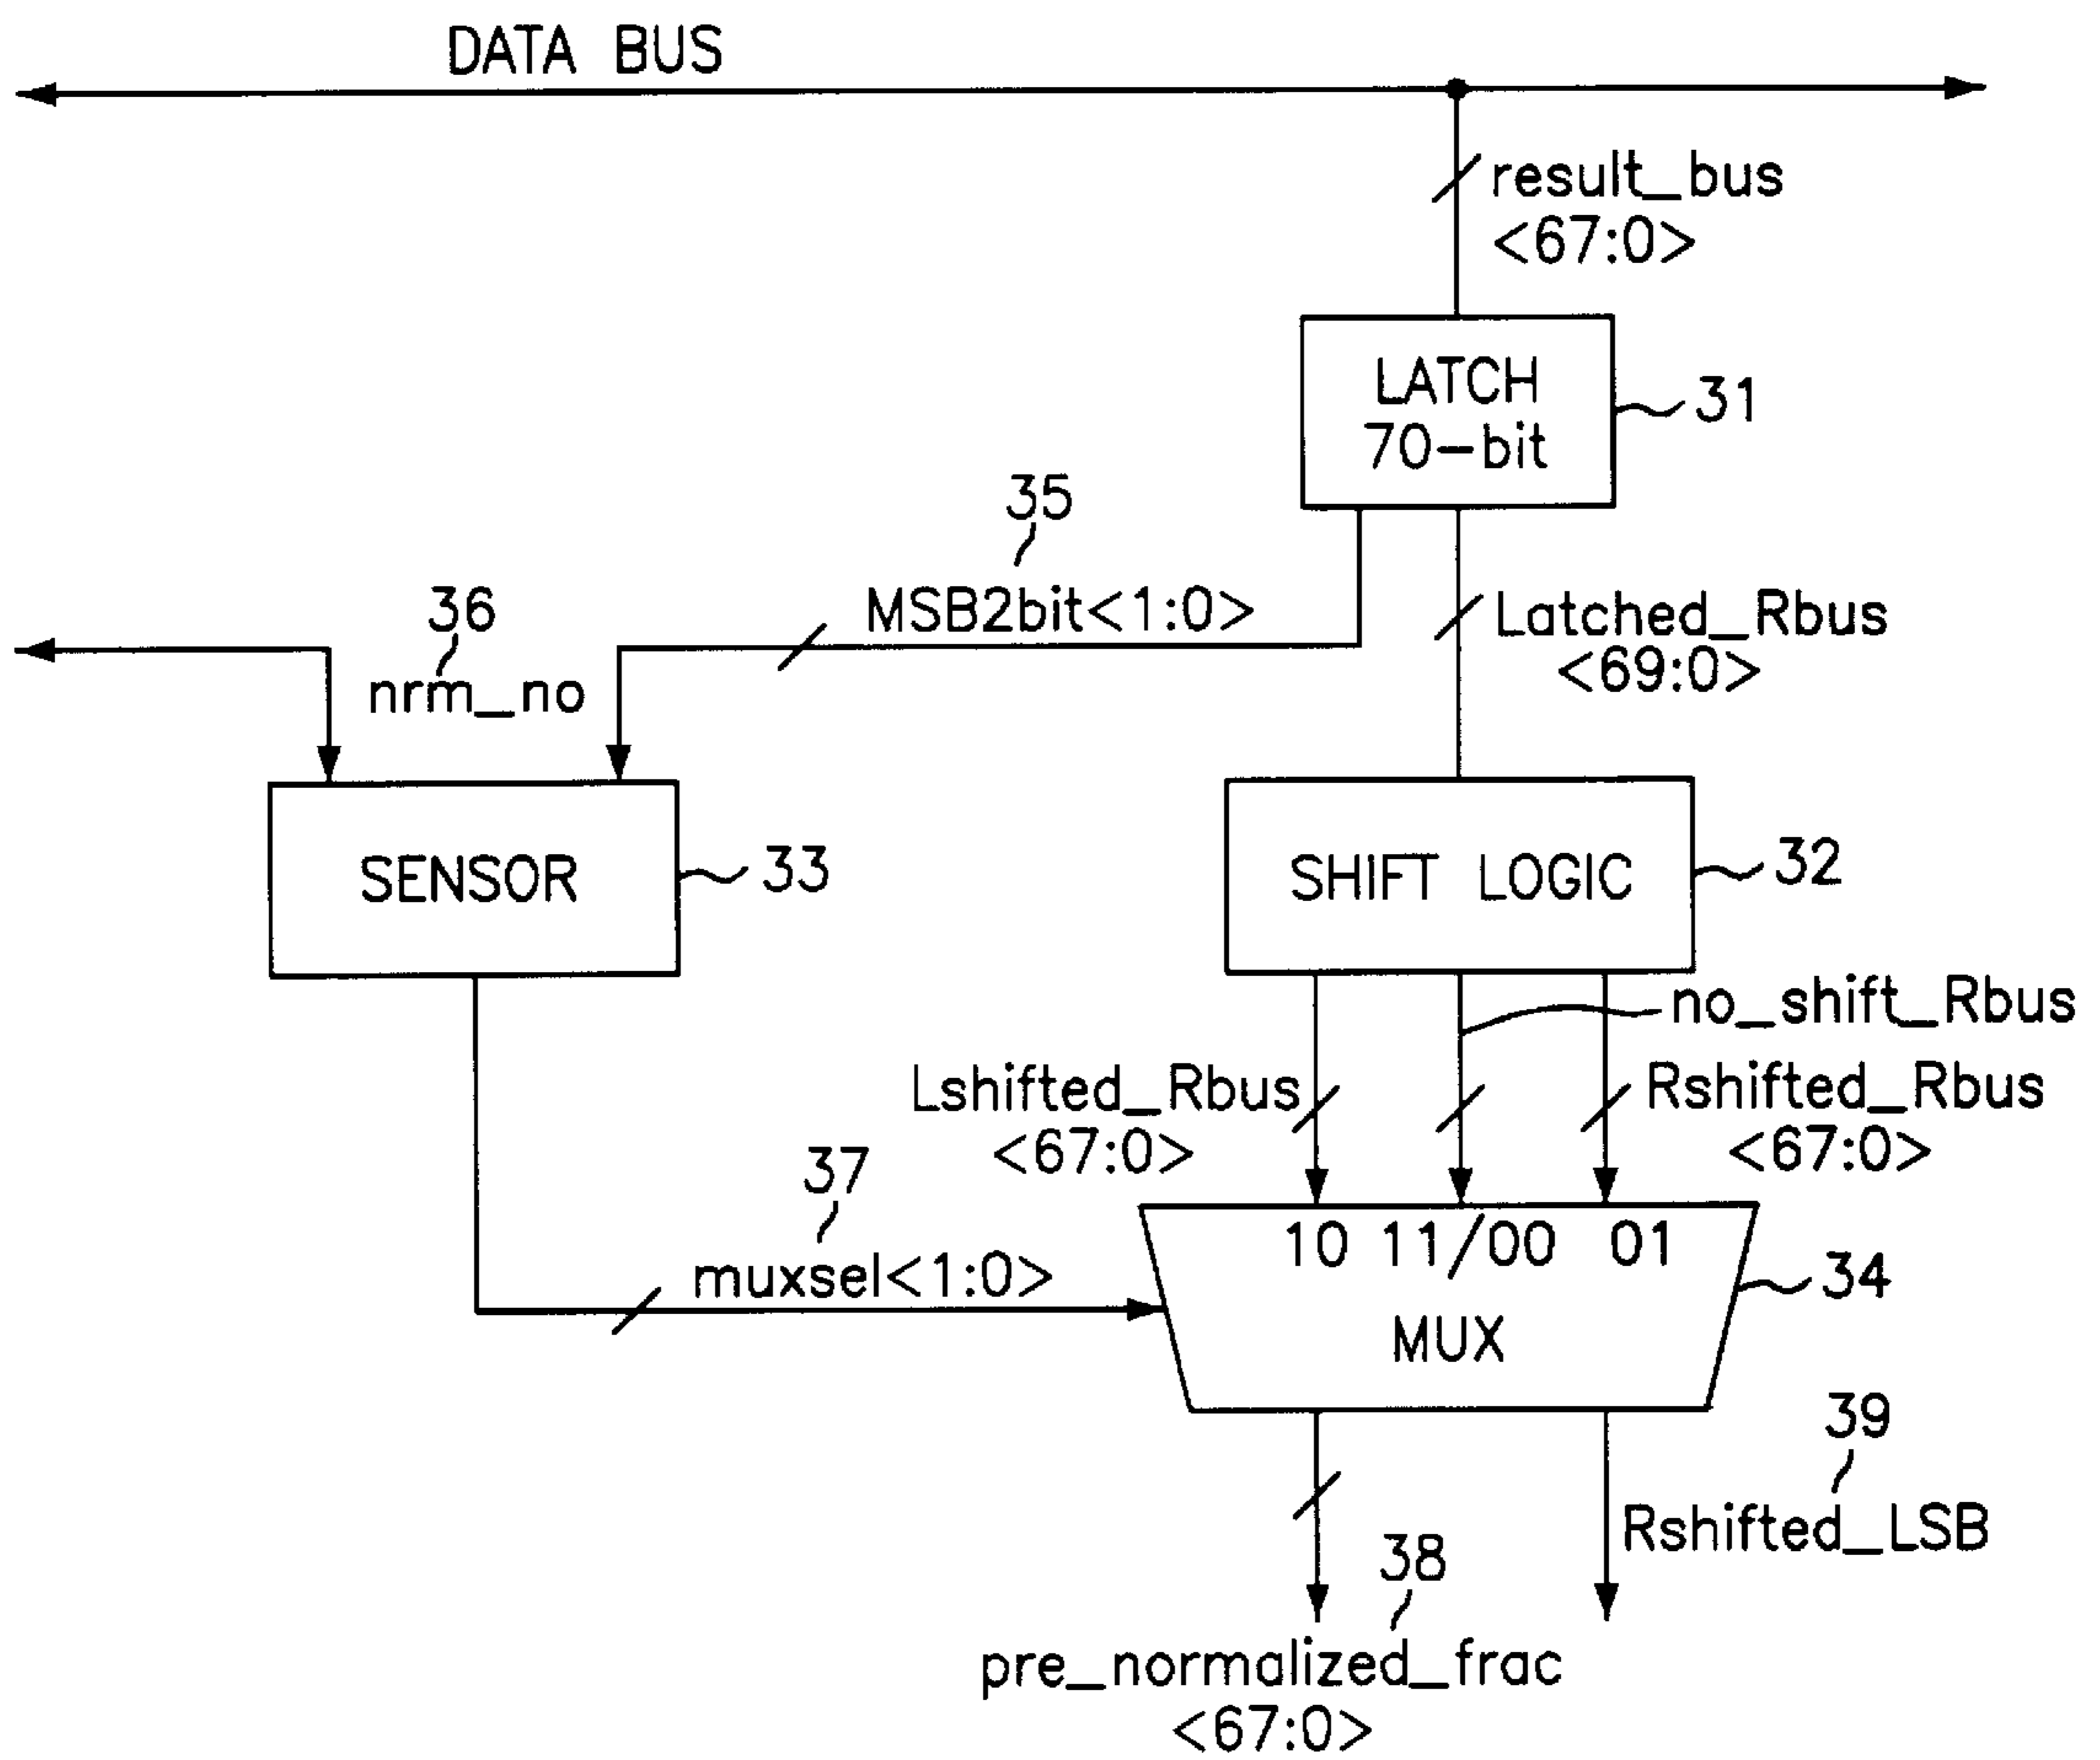 DATA BUS
result_bus
<67:0>
LATCH
70-bit
31
35
MSB2bit<1:0>
Latched_Rbus
<69:0>
36
nrm_no
SENSOR
33
SHIFT LOGIC
32
no_shift_Rbus
Lshifted_Rbus
<67:0>
Rshifted_Rbus
<67:0>
37
muxsel<1:0>
10 11/00 01
MUX
34
39
Rshifted_LSB
38
pre_normalized_frac
<67:0>